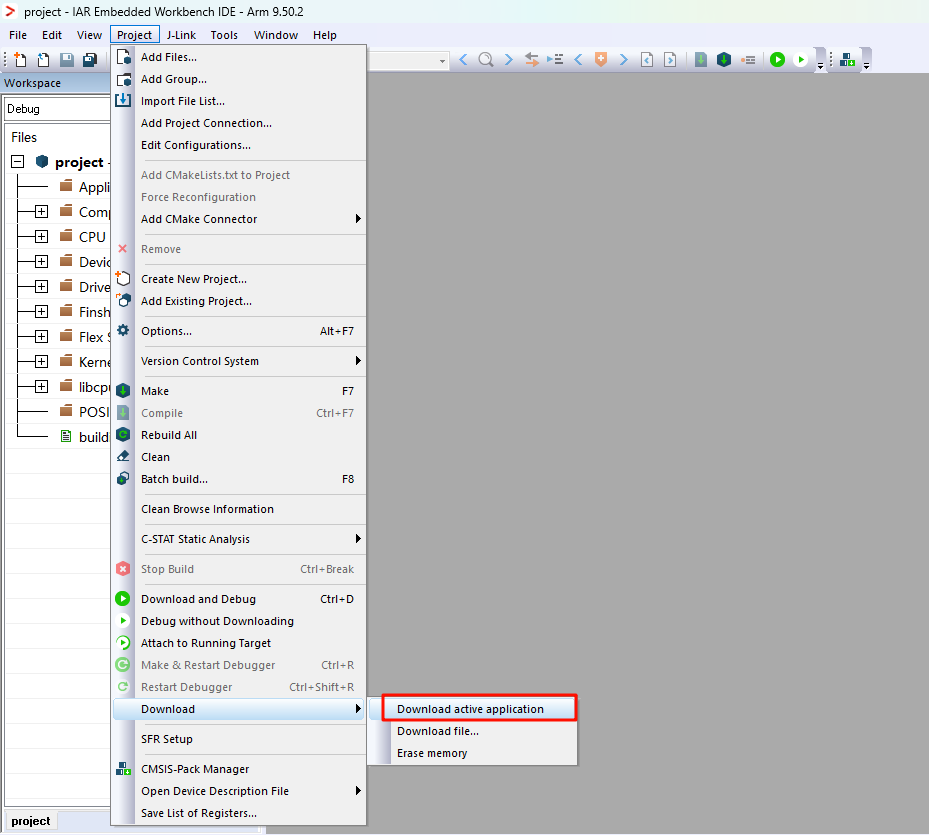 project - IAR Embedded Workbench IDE - Arm 9.50.2
File Edit View Project J-Link Tools Window Help
Workspace
Debug
Files
project -
Appli
Comp
CPU
Devic
Drive
Finsh
Flex S
Kerne
libcpu
POSI
build
project
Add Files...
Add Group...
Import File List...
Add Project Connection...
Edit Configurations...
Add CMakeLists.txt to Project
Force Reconfiguration
Add CMake Connector
Remove
Create New Project...
Add Existing Project...
Options... Alt+F7
Version Control System
Make F7
Compile Ctrl+F7
Rebuild All
Clean
Batch build... F8
Clean Browse Information
C-STAT Static Analysis
Stop Build Ctrl+Break
Download and Debug Ctrl+D
Debug without Downloading
Attach to Running Target
Make & Restart Debugger Ctrl+R
Restart Debugger Ctrl+Shift+R
Download
SFR Setup
CMSIS-Pack Manager
Open Device Description File
Save List of Registers...
Download active application
Download file...
Erase memory